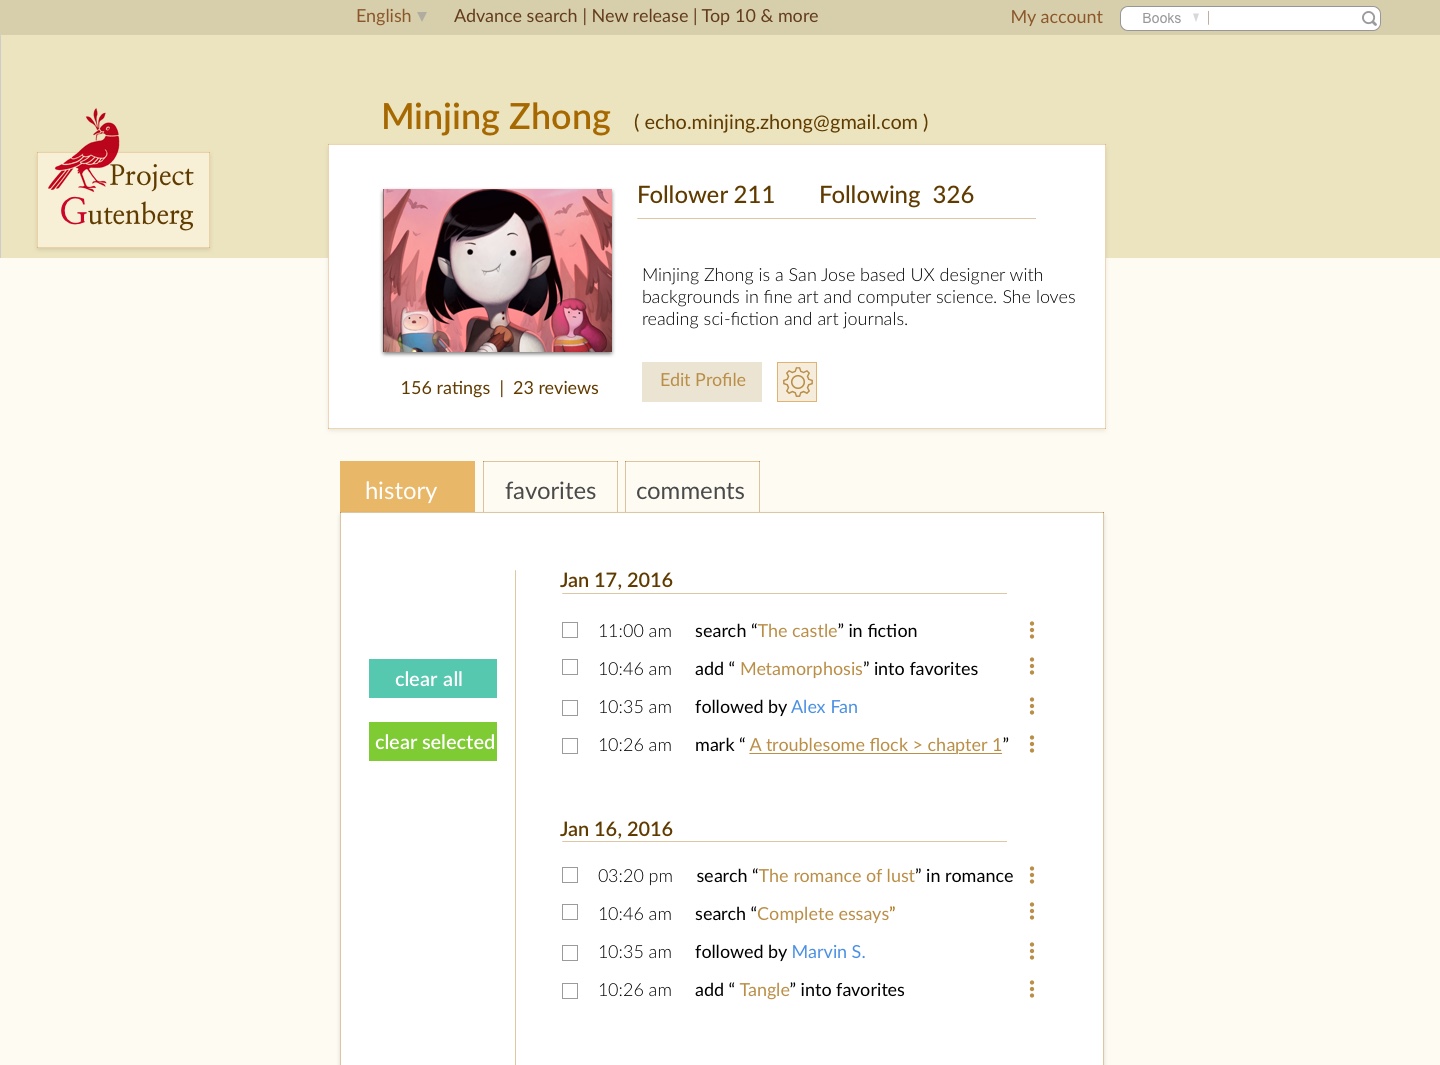 English ▼ Advance search | New release | Top 10 & more My account Books ▼ |
Minjing Zhong ( echo.minjing.zhong@gmail.com )
Project
Gutenberg
Follower 211 Following 326
Minjing Zhong is a San Jose based UX designer with
backgrounds in fine art and computer science. She loves
reading sci-fiction and art journals.
Edit Profile
156 ratings | 23 reviews
history favorites comments
clear all
clear selected
Jan 17, 2016
11:00 am search “The castle” in fiction
10:46 am add “ Metamorphosis” into favorites
10:35 am followed by Alex Fan
10:26 am mark “ A troublesome flock > chapter 1”
Jan 16, 2016
03:20 pm search “The romance of lust” in romance
10:46 am search “Complete essays”
10:35 am followed by Marvin S.
10:26 am add “ Tangle” into favorites